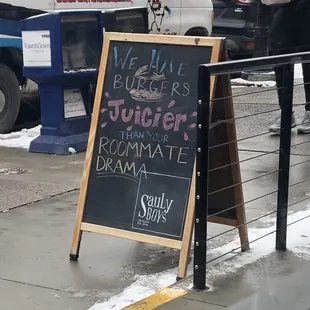 We Have
BURGERS
Juicier
THAN YOUR
ROOMMATE
DRAMA
Sauly
BOYS